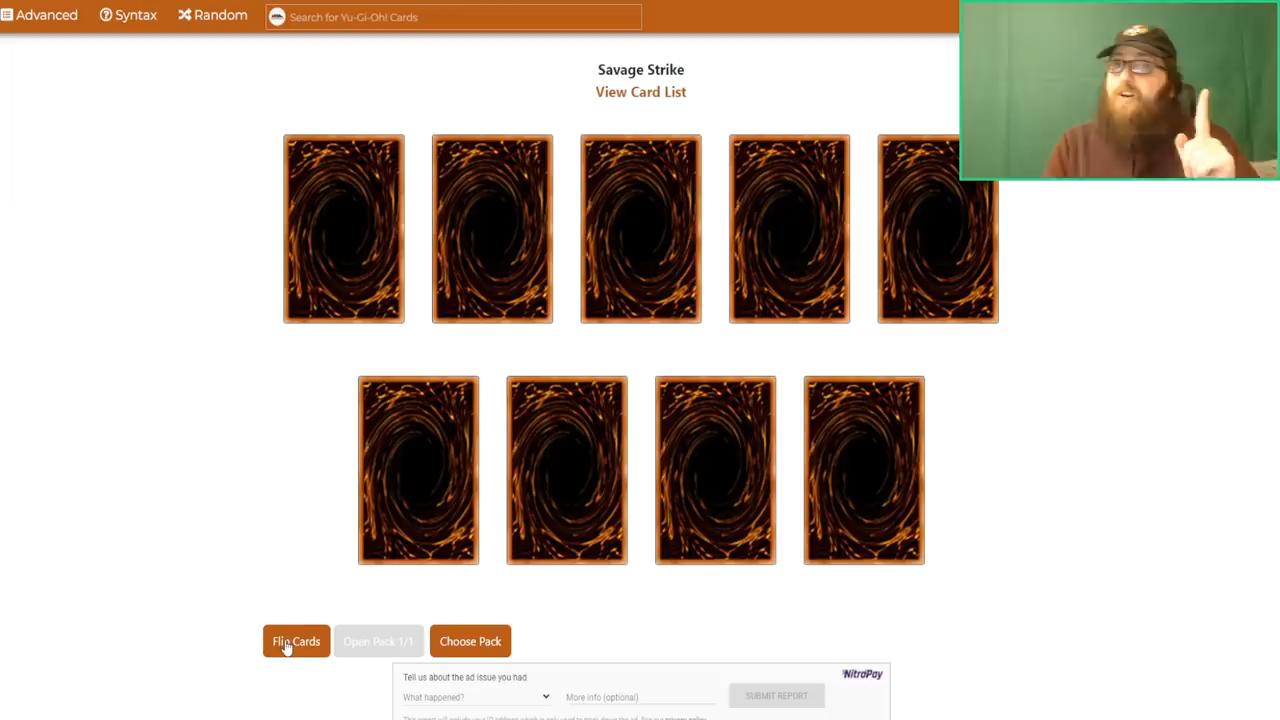 Advanced
Syntax
Random
Search for Yu-Gi-Oh! Cards
Savage Strike
View Card List
Flip Cards
Open Pack 1/1
Choose Pack
Tell us about the ad issue you had
NitroPay
What happened?
More info (optional)
SUBMIT REPORT